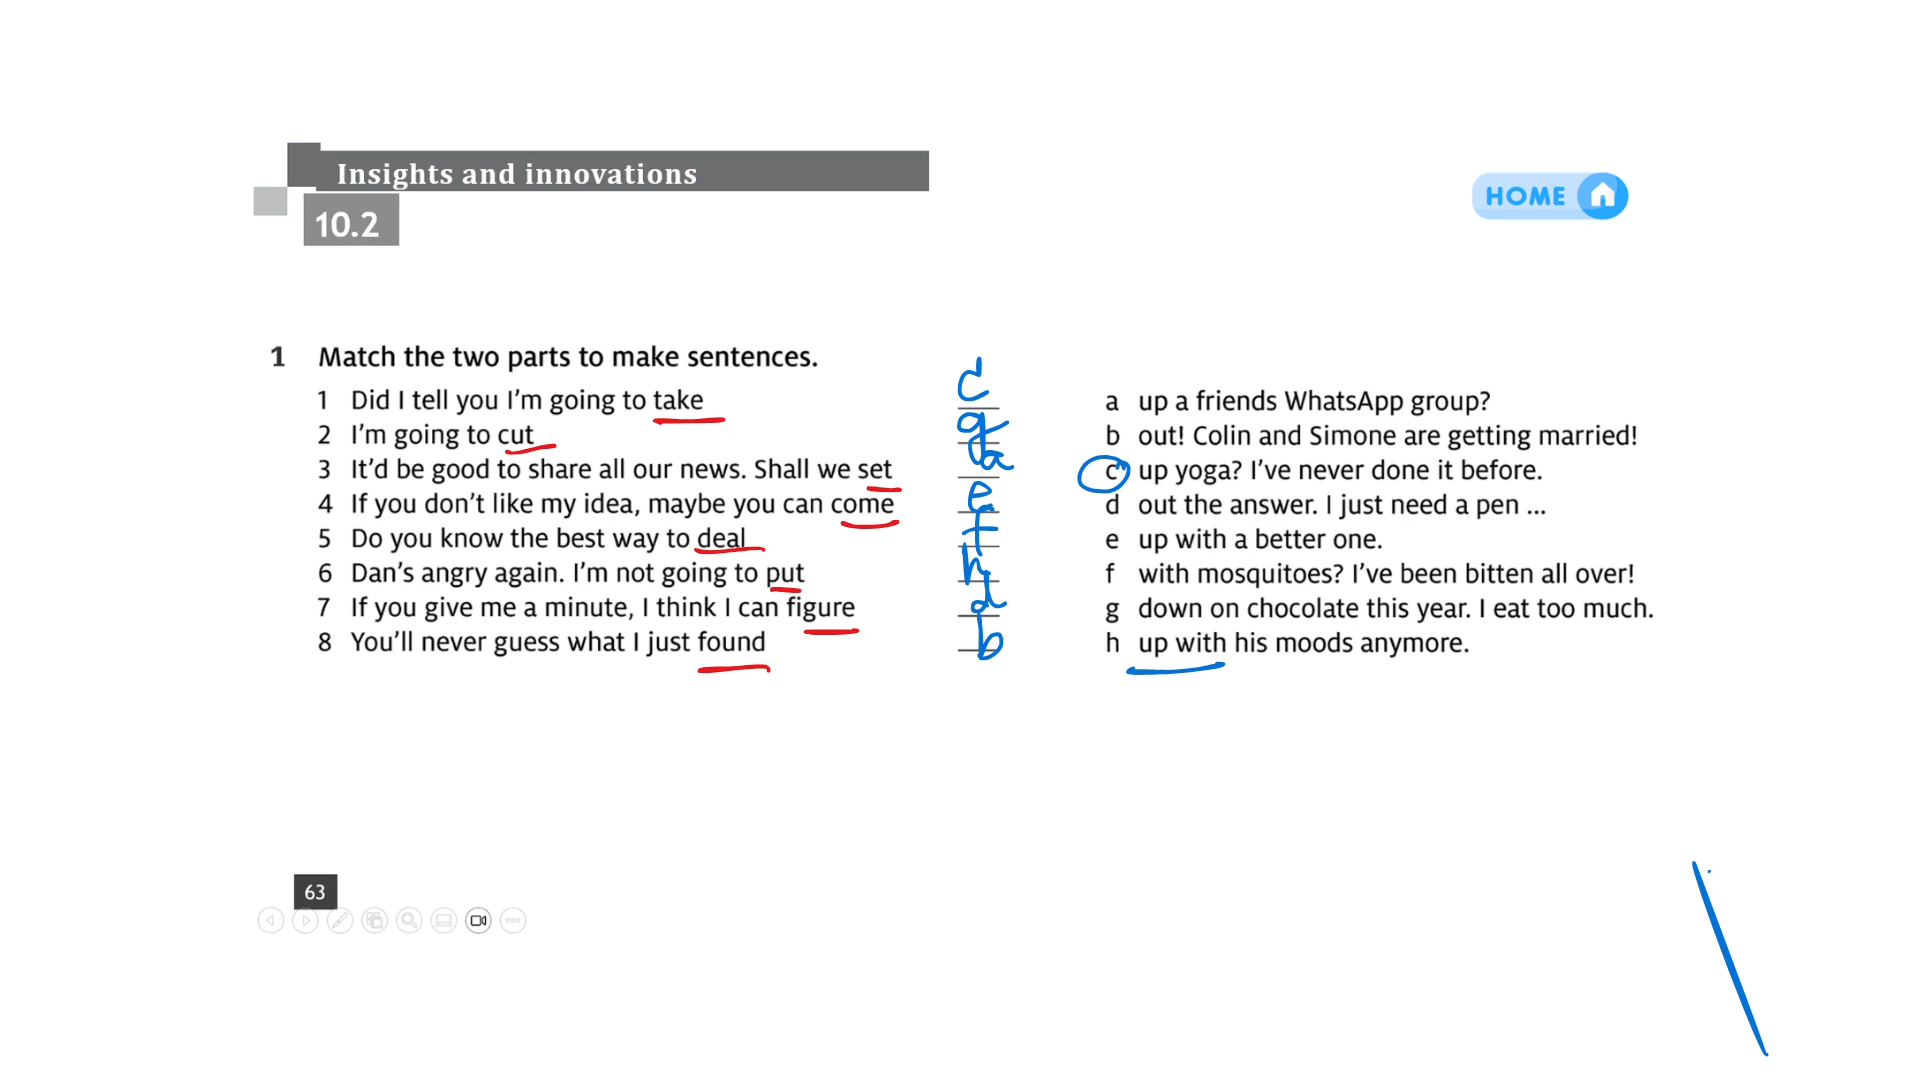 Insights and innovations
HOME
10.2
1 Match the two parts to make sentences.
1 Did I tell you I'm going to take c
2 I'm going to cut g
3 It'd be good to share all our news. Shall we set a
4 If you don't like my idea, maybe you can come e
5 Do you know the best way to deal f
6 Dan's angry again. I'm not going to put h
7 If you give me a minute, I think I can figure d
8 You'll never guess what I just found b
a up a friends WhatsApp group?
b out! Colin and Simone are getting married!
c up yoga? I've never done it before.
d out the answer. I just need a pen ...
e up with a better one.
f with mosquitoes? I've been bitten all over!
g down on chocolate this year. I eat too much.
h up with his moods anymore.
63